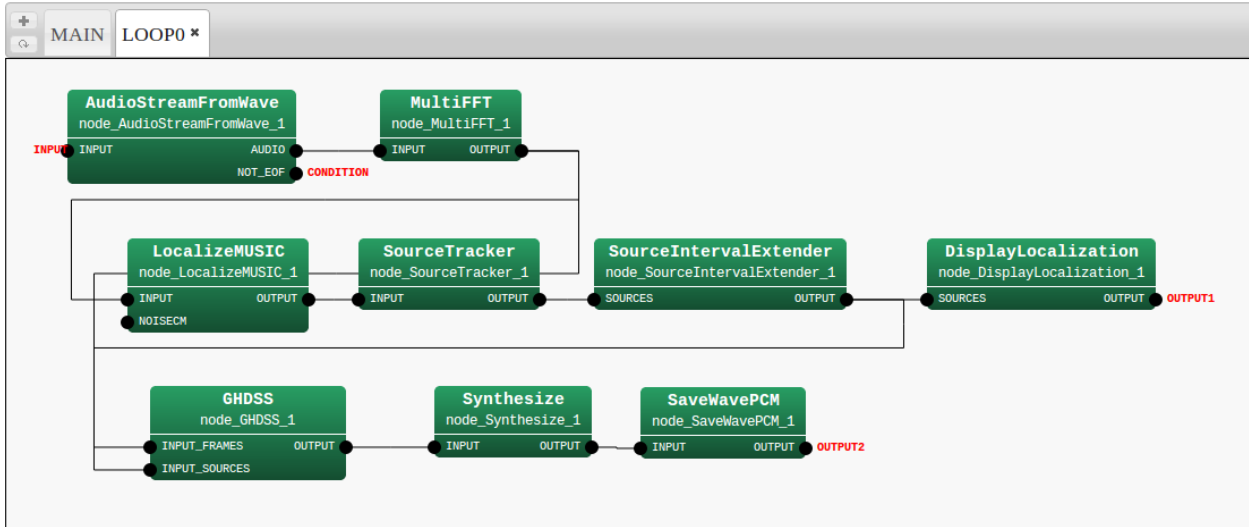 MAIN
LOOP0
AudioStreamFromWave
node_AudioStreamFromWave_1
INPUT
INPUT
AUDIO
NOT_EOF
CONDITION
MultiFFT
node_MultiFFT_1
INPUT
OUTPUT
LocalizeMUSIC
node_LocalizeMUSIC_1
INPUT
OUTPUT
NOISECM
SourceTracker
node_SourceTracker_1
INPUT
OUTPUT
SourceIntervalExtender
node_SourceIntervalExtender_1
SOURCES
OUTPUT
DisplayLocalization
node_DisplayLocalization_1
SOURCES
OUTPUT
OUTPUT1
GHDSS
node_GHDSS_1
INPUT_FRAMES
OUTPUT
INPUT_SOURCES
Synthesize
node_Synthesize_1
INPUT
OUTPUT
SaveWavePCM
node_SaveWavePCM_1
INPUT
OUTPUT
OUTPUT2